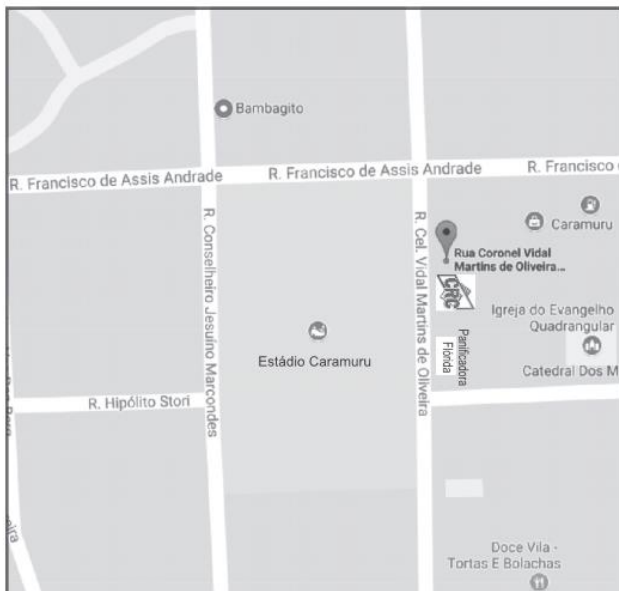 Bambagito
R. Francisco de Assis Andrade
R. Francisco de Assis Andrade
R. Francisco
R. Conselheiro Jesuíno Marcondes
R. Cel. Vidal Martins de Oliveira
Caramuru
Rua Coronel Vidal
Martins de Oliveira...
CRC
Igreja do Evangelho
Quadrangular
Panificadora
Flórida
Estádio Caramuru
Catedral Dos M
R. Hipólito Stori
eira
Doce Vila -
Tortas E Bolachas